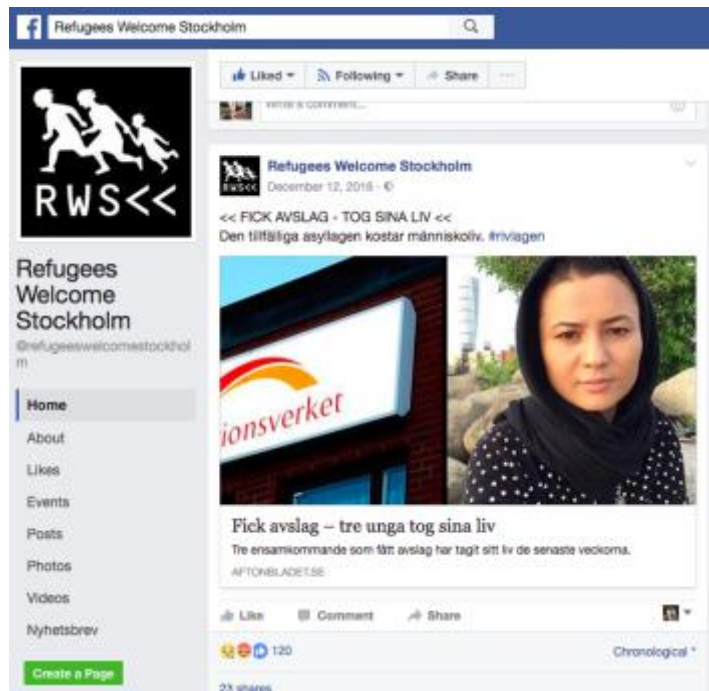 Refugees Welcome Stockholm
Liked
Following
Share
Write a comment...
RWS<<
Refugees
Welcome
Stockholm
@refugeeswelcomestockhol
m
Home
About
Likes
Events
Posts
Photos
Videos
Nyhetsbrev
Create a Page
RWS<<
Refugees Welcome Stockholm
December 12, 2016
<< FICK AVSLAG - TOG SINA LIV <<
Den tillfälliga asyllagen kostar människoliv. #rivlagen
ionsverket
Fick avslag – tre unga tog sina liv
Tre ensamkommande som fått avslag har tagit sitt liv de senaste veckorna.
AFTONBLADET.SE
Like Comment Share
120
Chronological
23 shares